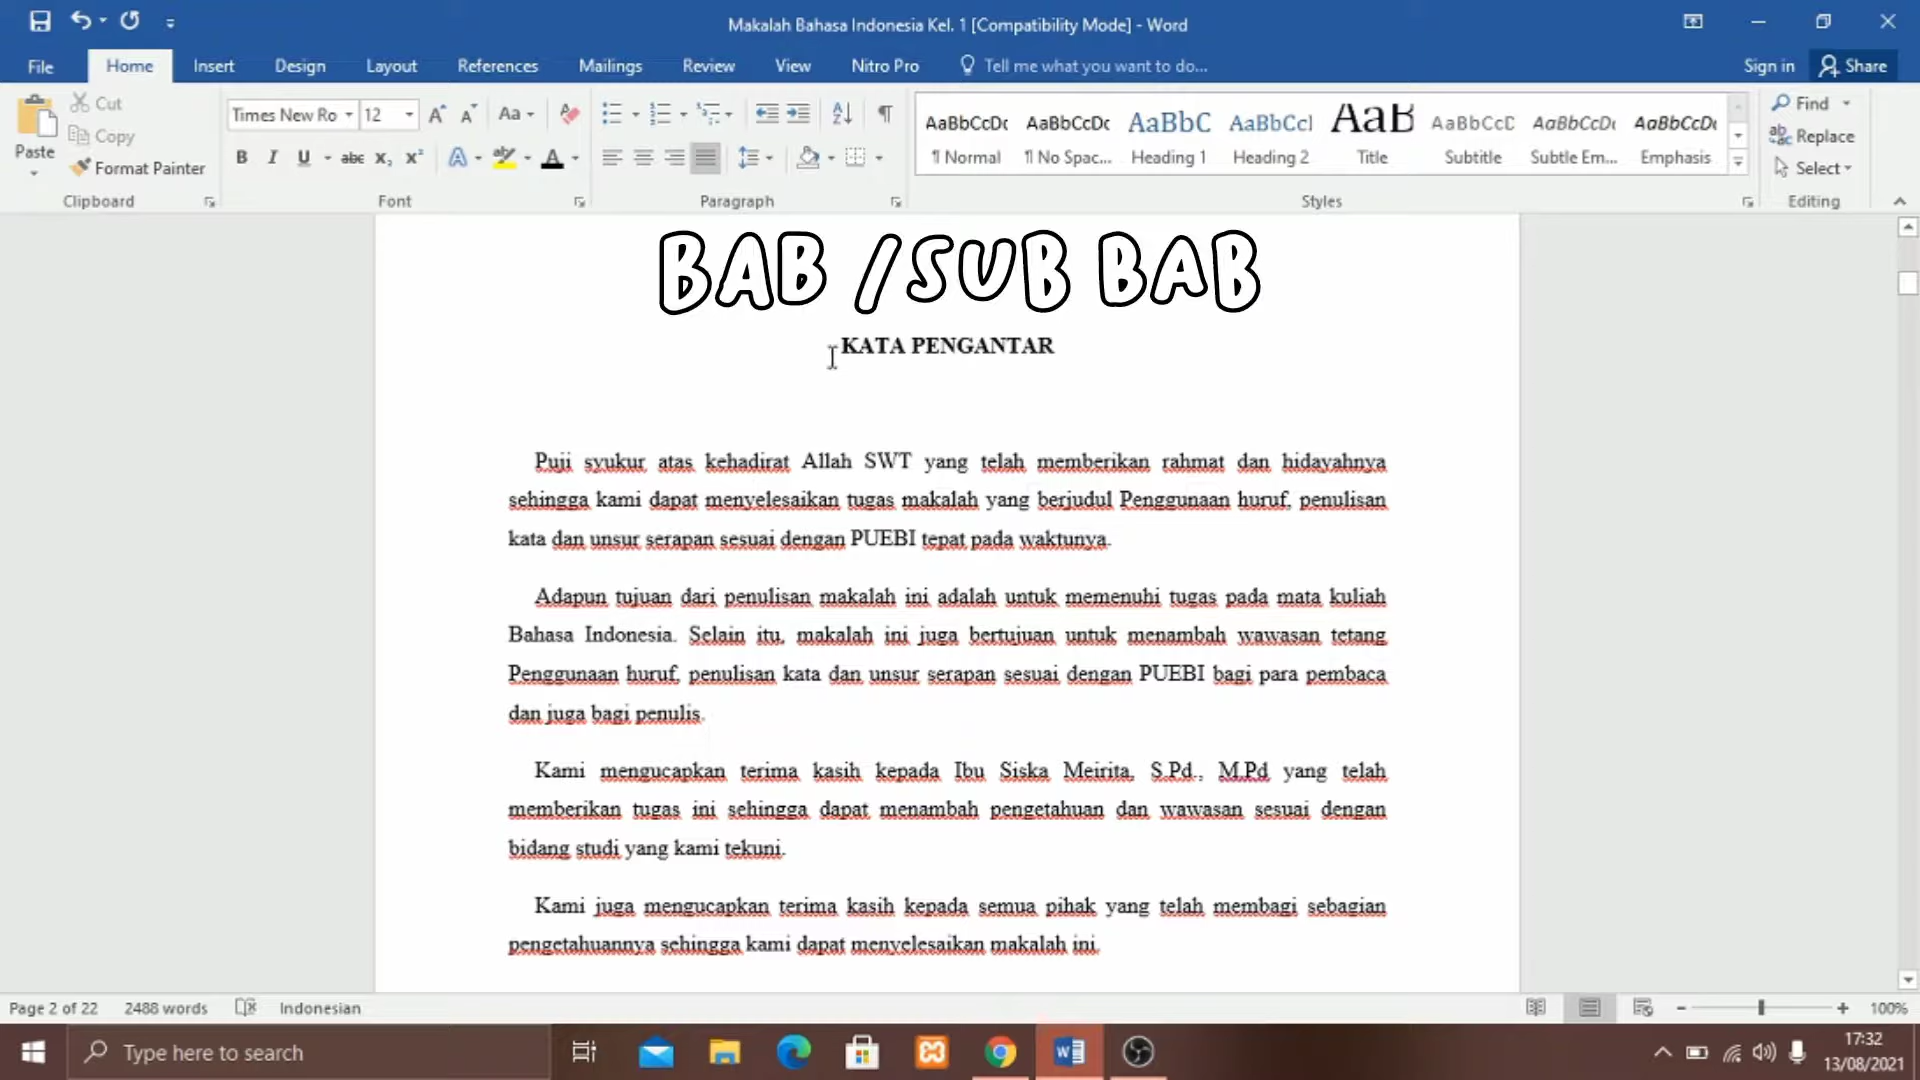 Makalah Bahasa Indonesia Kel. 1 [Compatibility Mode] - Word
File Home Insert Design Layout References Mailings Review View Nitro Pro Tell me what you want to do... Sign in Share
Paste
Cut
Copy
Format Painter
Clipboard
Times New Ro 12
Font
Paragraph
AaBbCcDc AaBbCcDc AaBbC AaBbCcl AaB AaBbCcD AaBbCcDt AaBbCcDt
¶ Normal ¶ No Spac... Heading 1 Heading 2 Title Subtitle Subtle Em... Emphasis
Styles
Find
Replace
Select
Editing
BAB /SUB BAB
KATA PENGANTAR
Puji syukur atas kehadirat Allah SWT yang telah memberikan rahmat dan hidayahnya
sehingga kami dapat menyelesaikan tugas makalah yang berjudul Penggunaan huruf, penulisan
kata dan unsur serapan sesuai dengan PUEBI tepat pada waktunya.
Adapun tujuan dari penulisan makalah ini adalah untuk memenuhi tugas pada mata kuliah
Bahasa Indonesia. Selain itu, makalah ini juga bertujuan untuk menambah wawasan tetang
Penggunaan huruf, penulisan kata dan unsur serapan sesuai dengan PUEBI bagi para pembaca
dan juga bagi penulis.
Kami mengucapkan terima kasih kepada Ibu Siska Meirita, S.Pd., M.Pd yang telah
memberikan tugas ini sehingga dapat menambah pengetahuan dan wawasan sesuai dengan
bidang studi yang kami tekuni.
Kami juga mengucapkan terima kasih kepada semua pihak yang telah membagi sebagian
pengetahuannya sehingga kami dapat menyelesaikan makalah ini.
Page 2 of 22 2488 words Indonesian 100%
Type here to search
17:32
13/08/2021